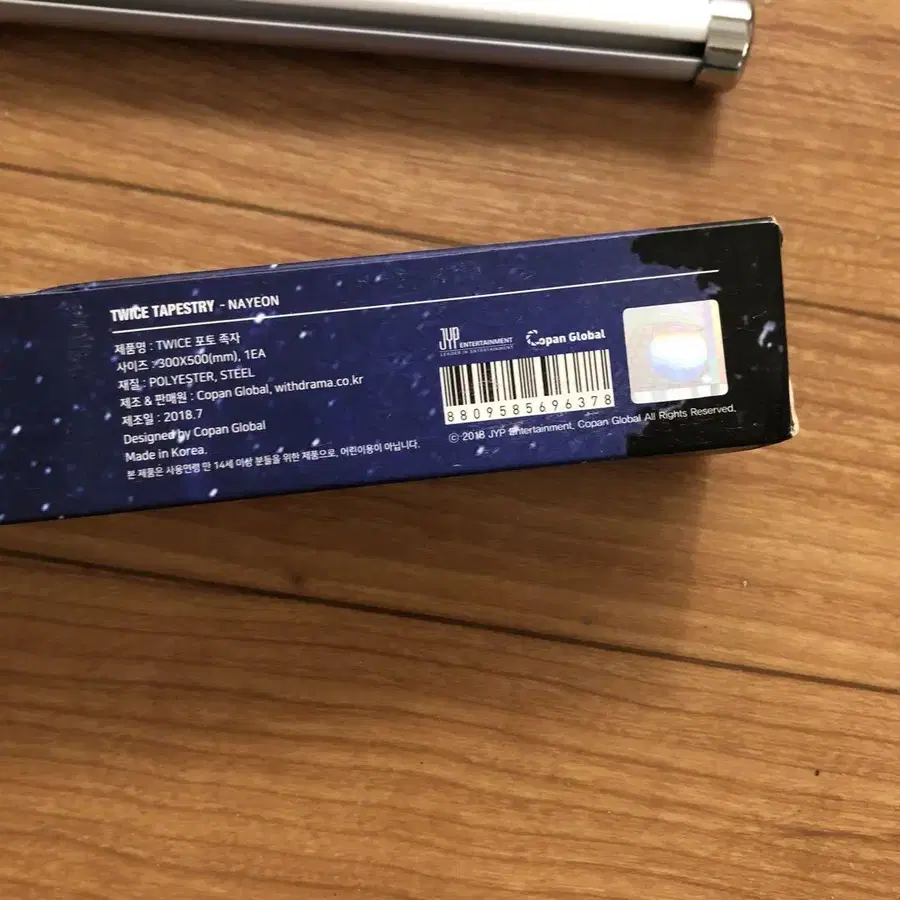 TWICE TAPESTRY - NAYEON
제품명 : TWICE 포토 족자
사이즈 : 300X500(mm), 1EA
재질 : POLYESTER, STEEL
제조 & 판매원 : Copan Global, withdrama.co.kr
제조일 : 2018.7
Designed by Copan Global
Made in Korea.
본 제품은 사용연령 만 14세 이상 분들을 위한 제품으로, 어린이용이 아닙니다.
JYP ENTERTAINMENT
LEADER IN ENTERTAINMENT
Copan Global
8809585696378
ⓒ 2018 JYP Entertainment. Copan Global All Rights Reserved.